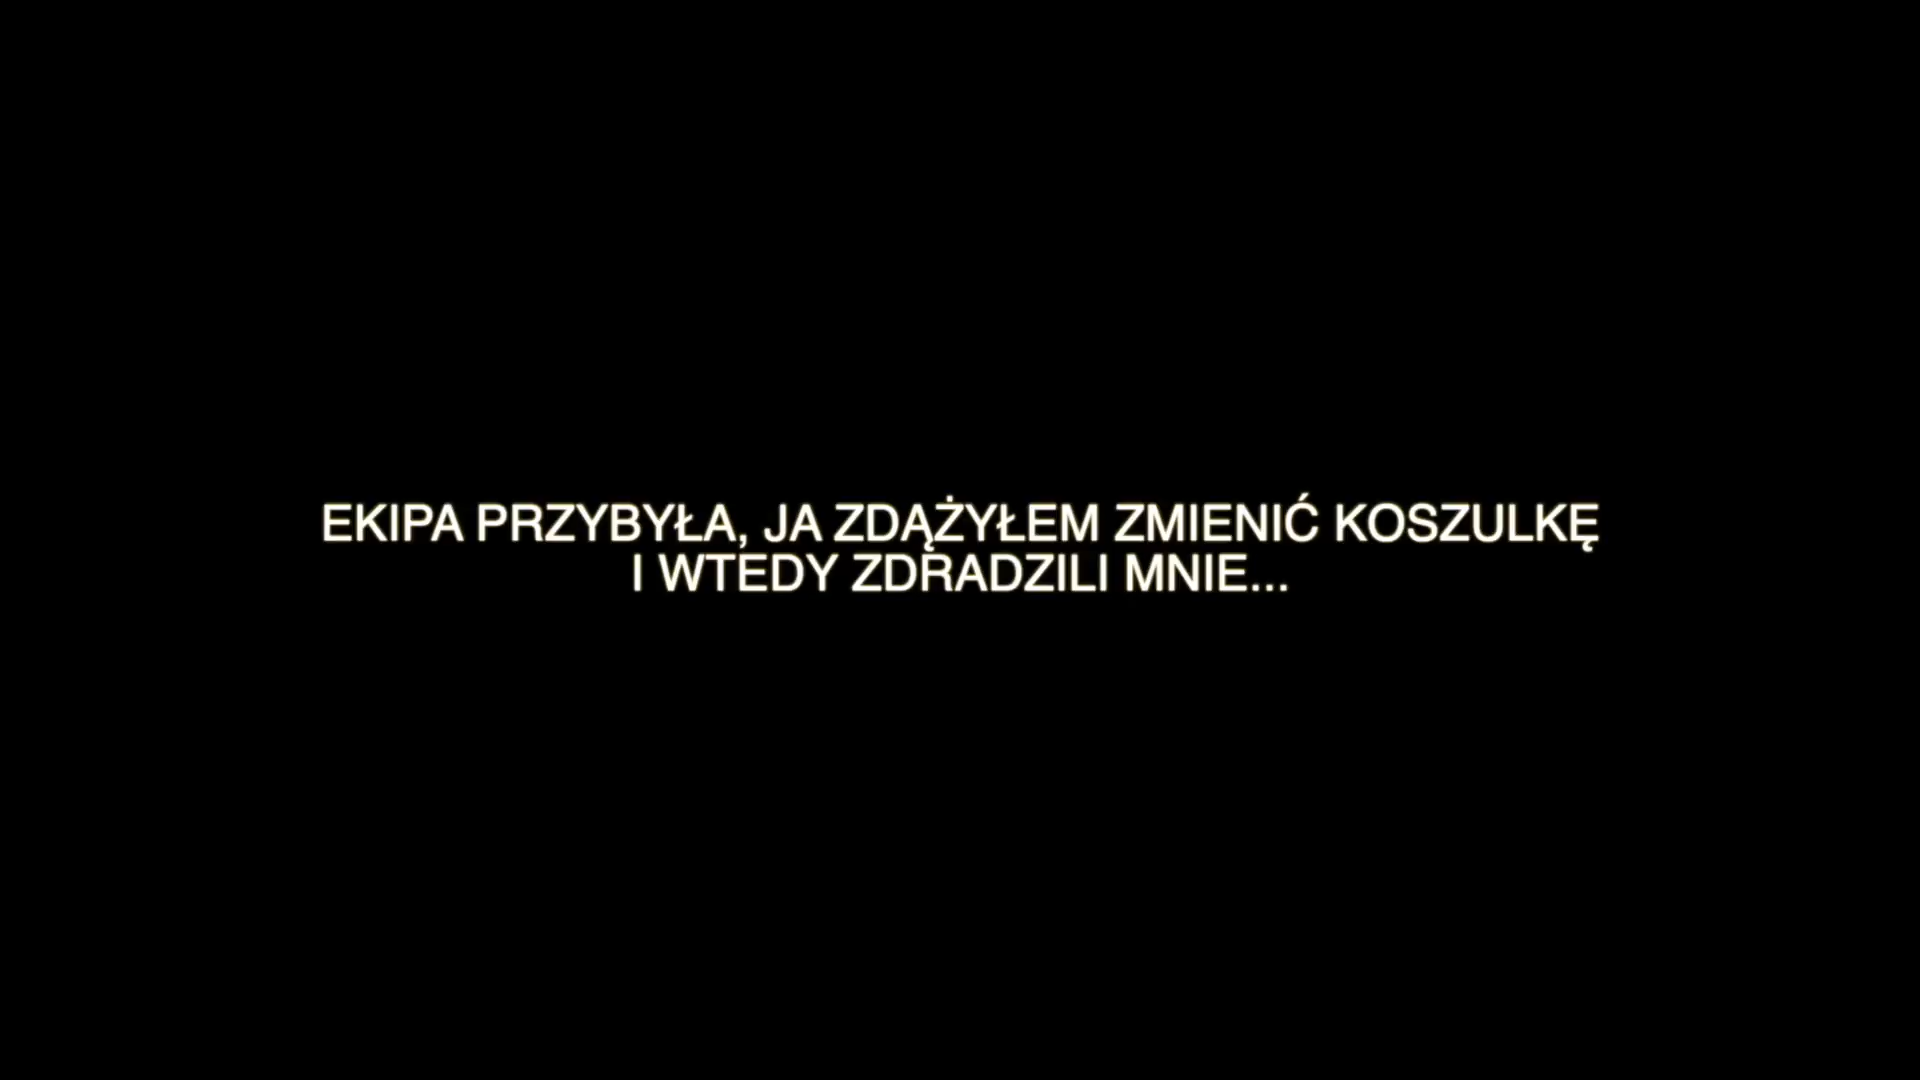 EKIPA PRZYBYŁA, JA ZDĄŻYŁEM ZMIENIĆ KOSZULKĘ
I WTEDY ZDRADZILI MNIE...